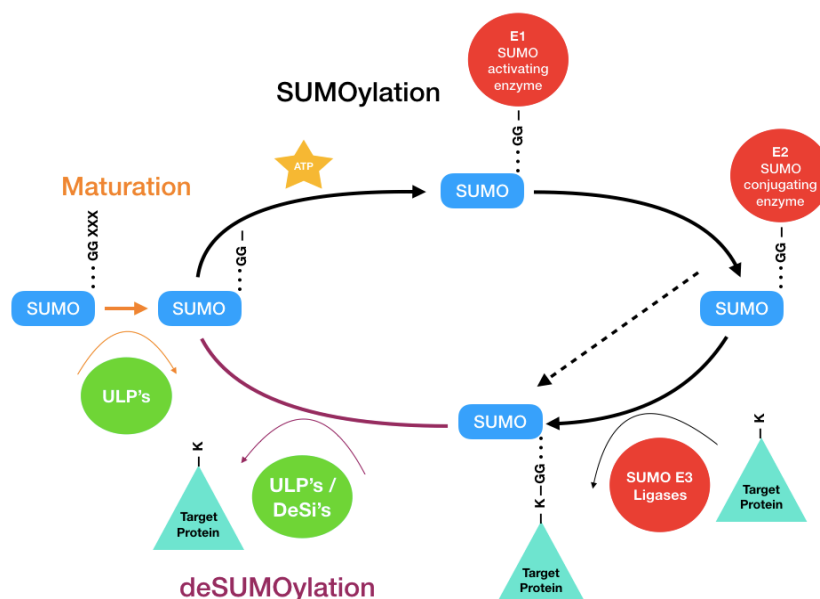 E1
SUMO
activating
enzyme
SUMOylation
GG –
E2
SUMO
conjugating
enzyme
ATP
Maturation
SUMO
GG XXX
GG –
GG –
SUMO
SUMO
SUMO
ULP's
SUMO
– K
– K
ULP's /
DeSi's
– K –GG
SUMO E3
Ligases
Target
Protein
Target
Protein
Target
Protein
deSUMOylation